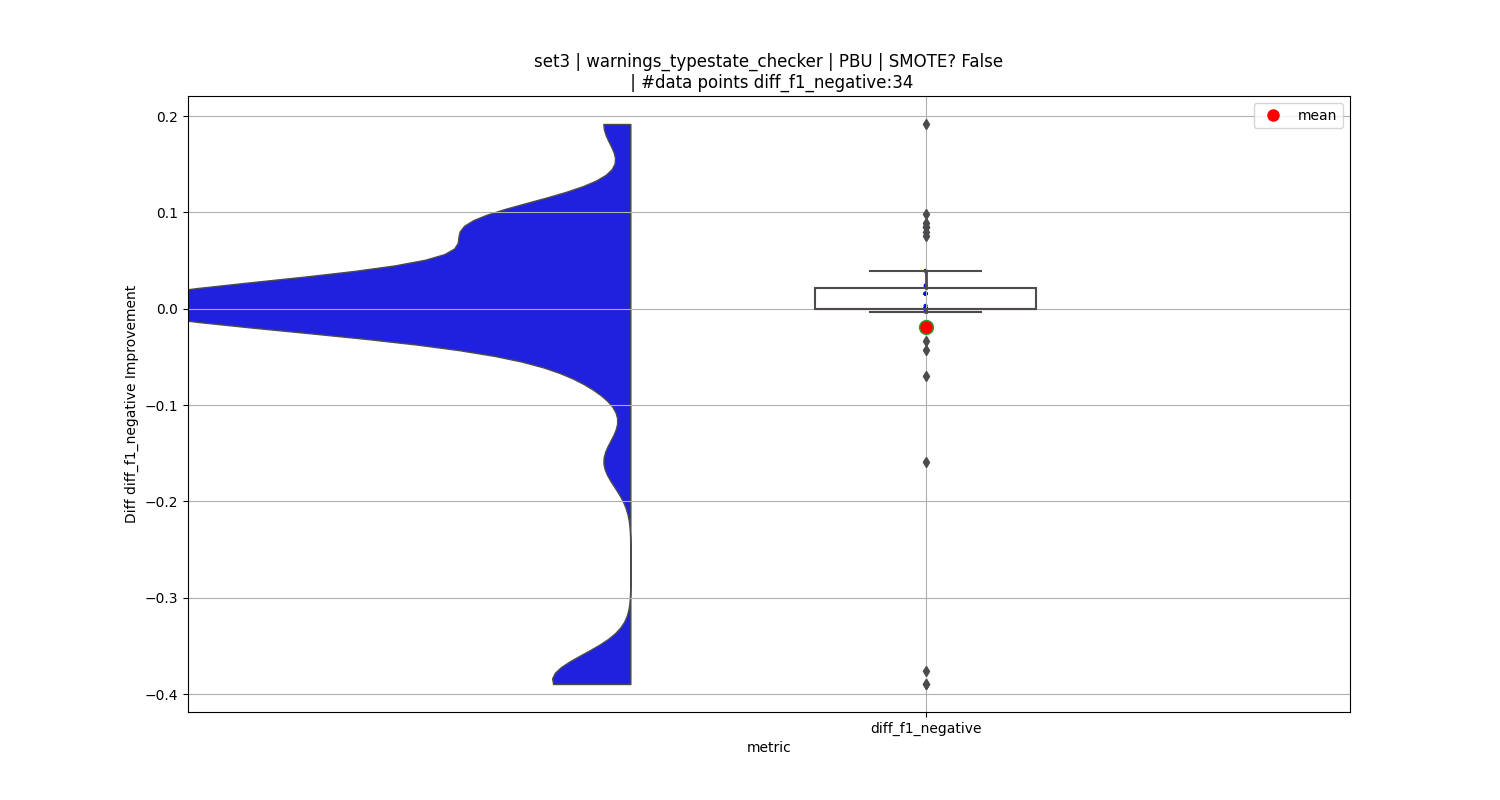 set3 | warnings_typestate_checker | PBU | SMOTE? False
| #data points diff_f1_negative:34
mean
0.2
0.1
0.0
−0.1
−0.2
−0.3
−0.4
Diff diff_f1_negative Improvement
diff_f1_negative
metric